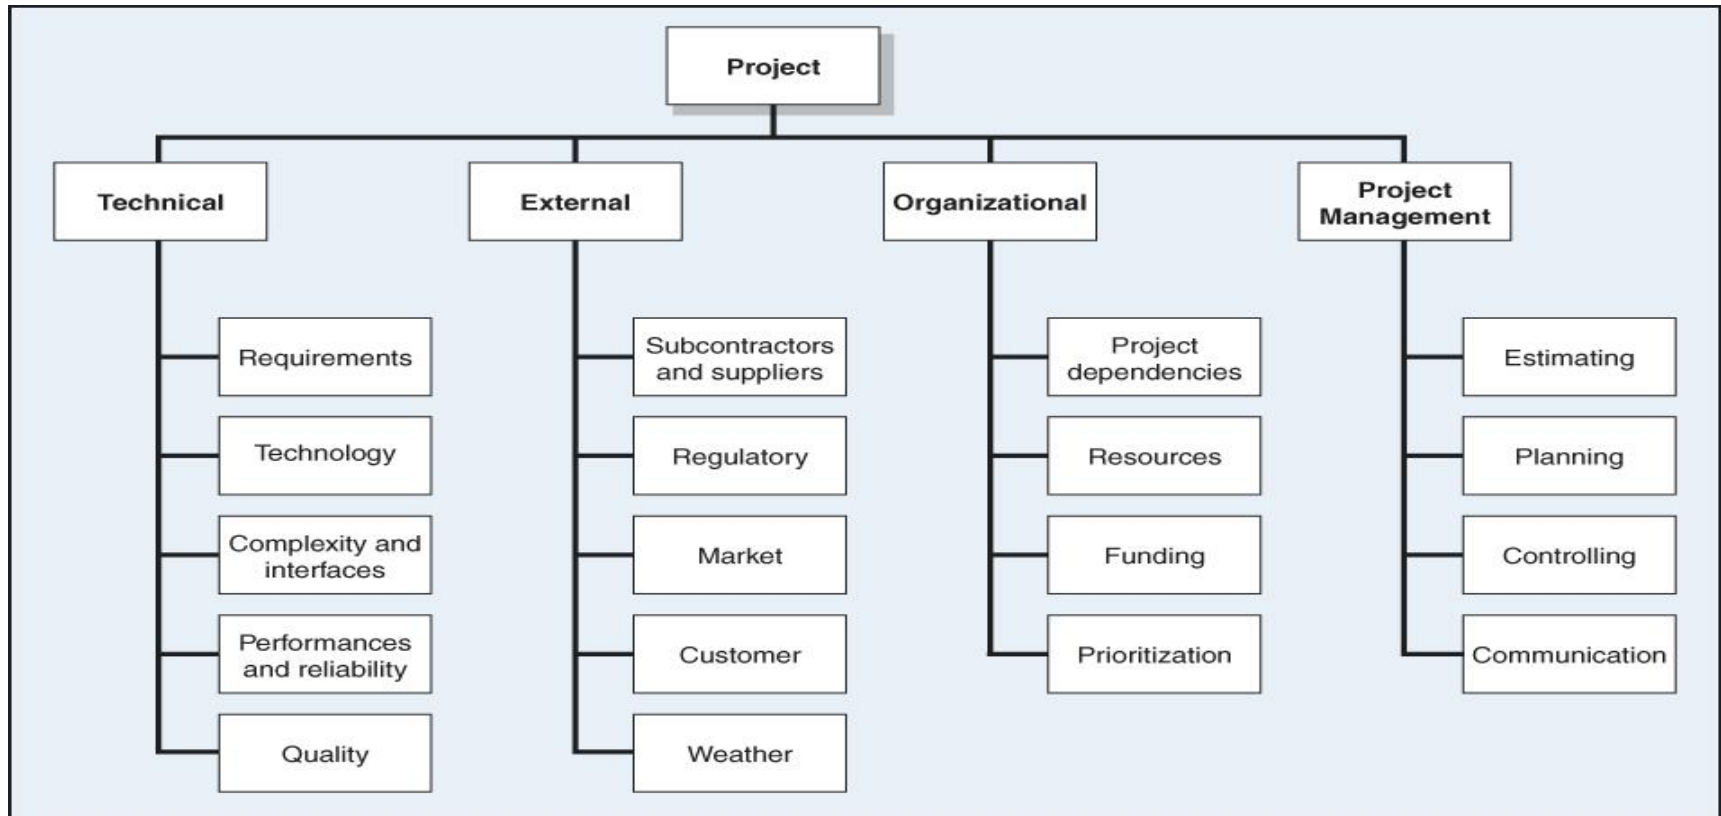 Project
Technical
External
Organizational
Project
Management
Requirements
Technology
Complexity and
interfaces
Performances
and reliability
Quality
Subcontractors
and suppliers
Regulatory
Market
Customer
Weather
Project
dependencies
Resources
Funding
Prioritization
Estimating
Planning
Controlling
Communication